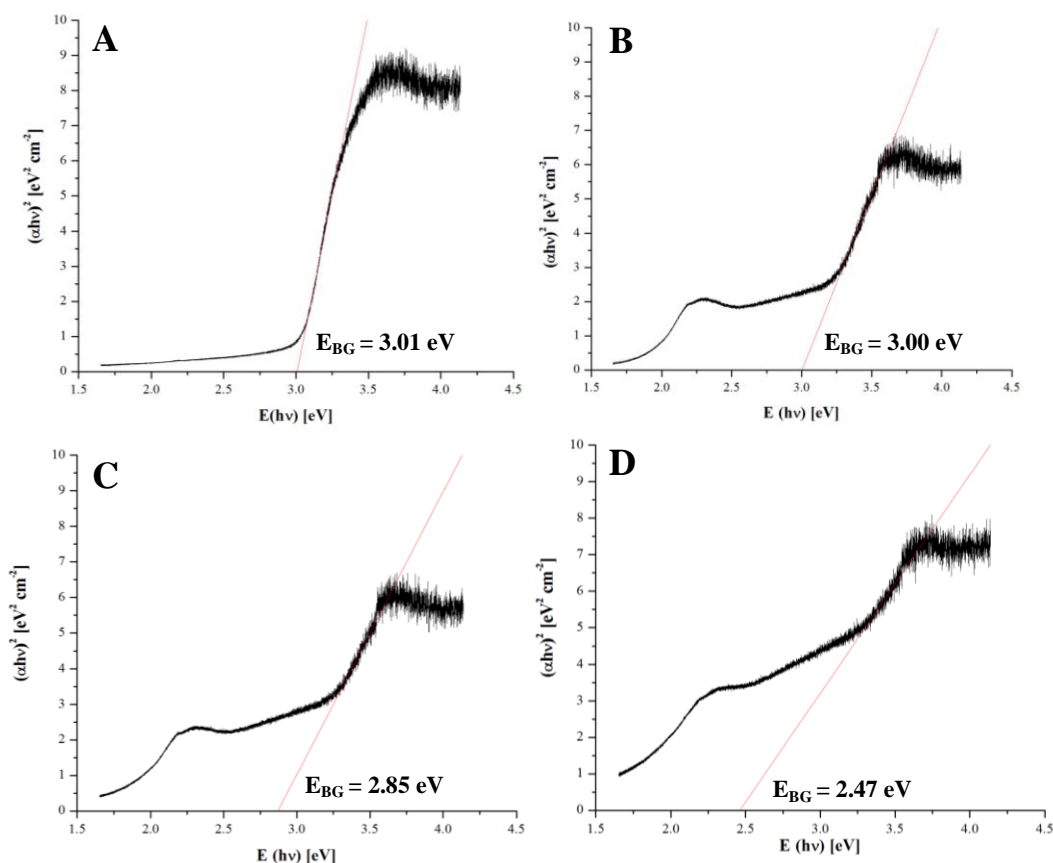 A
(αhν)² [eV² cm⁻²]
10
9
8
7
6
5
4
3
2
1
0
E_BG = 3.01 eV
1.5 2.0 2.5 3.0 3.5 4.0 4.5
E(hν) [eV]
B
(αhν)² [eV² cm⁻²]
10
9
8
7
6
5
4
3
2
1
0
E_BG = 3.00 eV
1.5 2.0 2.5 3.0 3.5 4.0 4.5
E (hν) [eV]
C
(αhν)² [eV² cm⁻²]
10
9
8
7
6
5
4
3
2
1
0
E_BG = 2.85 eV
1.5 2.0 2.5 3.0 3.5 4.0 4.5
E (hν) [eV]
D
(αhν)² [eV² cm⁻²]
10
9
8
7
6
5
4
3
2
1
0
E_BG = 2.47 eV
1.5 2.0 2.5 3.0 3.5 4.0 4.5
E (hν) [eV]